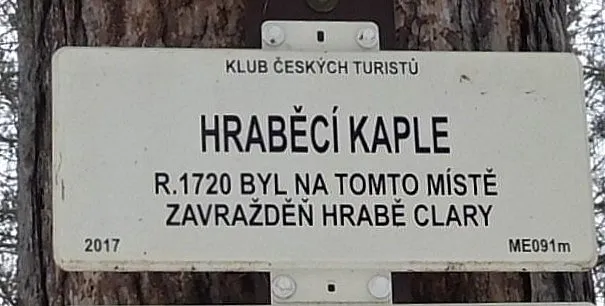 KLUB ČESKÝCH TURISTŮ
HRABĚCÍ KAPLE
R.1720 BYL NA TOMTO MÍSTĚ
ZAVRAŽDĚN HRABĚ CLARY
2017 ME091m